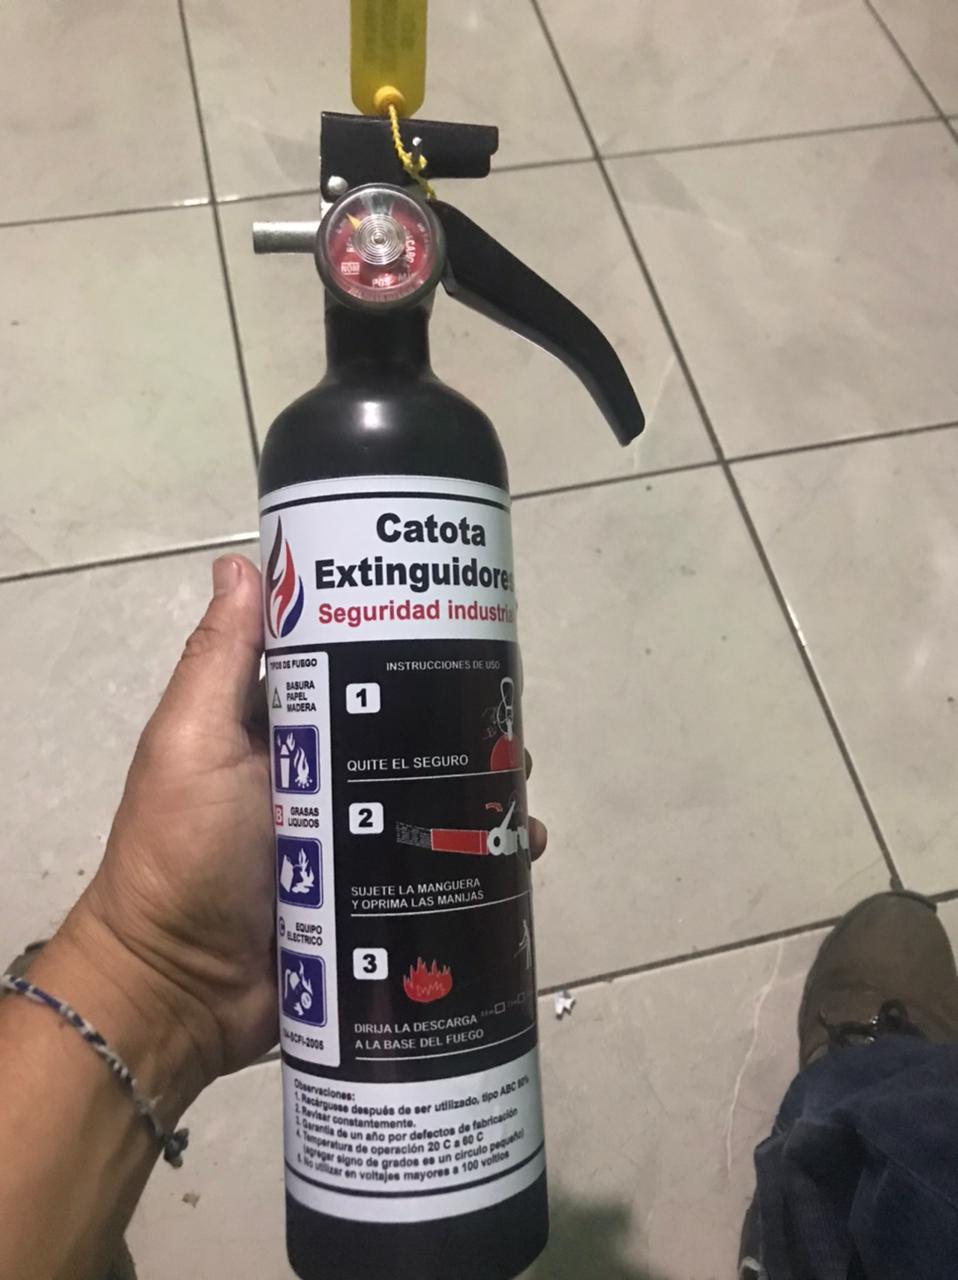 Catota
Extinguidores
Seguridad industrial
TIPOS DE FUEGO
BASURA
PAPEL
MADERA
B
GRASAS
LIQUIDOS
C
EQUIPO
ELECTRICO
-SCFI-2005
INSTRUCCIONES DE USO
1
QUITE EL SEGURO
2
SUJETE LA MANGUERA
Y OPRIMA LAS MANIJAS
3
DIRIJA LA DESCARGA
A LA BASE DEL FUEGO
Observaciones:
1. Recárguese después de ser utilizado, tipo ABC 80%
2. Revisar constantemente.
3. Garantia de un año por defectos de fabricación
4. Temperatura de operación 20 C a 60 C
(agregar signo de grados es un circulo pequeño)
5. No utilizar en voltajes mayores a 100 voltios